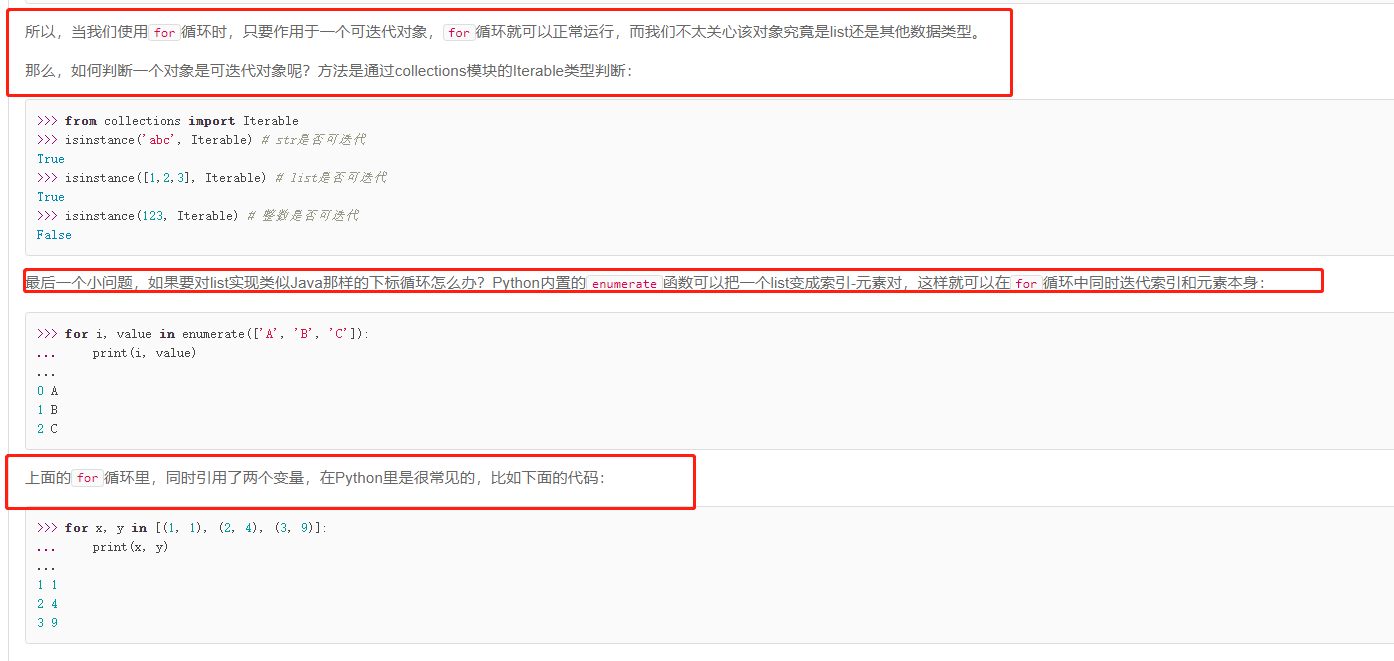 所以，当我们使用for循环时，只要作用于一个可迭代对象，for循环就可以正常运行，而我们不太关心该对象究竟是list还是其他数据类型。
那么，如何判断一个对象是可迭代对象呢？方法是通过collections模块的Iterable类型判断：
>>> from collections import Iterable
>>> isinstance('abc', Iterable) # str是否可迭代
True
>>> isinstance([1,2,3], Iterable) # list是否可迭代
True
>>> isinstance(123, Iterable) # 整数是否可迭代
False
最后一个小问题，如果要对list实现类似Java那样的下标循环怎么办？Python内置的enumerate函数可以把一个list变成索引-元素对，这样就可以在for循环中同时迭代索引和元素本身：
>>> for i, value in enumerate(['A', 'B', 'C']):
...     print(i, value)
...
0 A
1 B
2 C
上面的for循环里，同时引用了两个变量，在Python里是很常见的，比如下面的代码：
>>> for x, y in [(1, 1), (2, 4), (3, 9)]:
...     print(x, y)
...
1 1
2 4
3 9